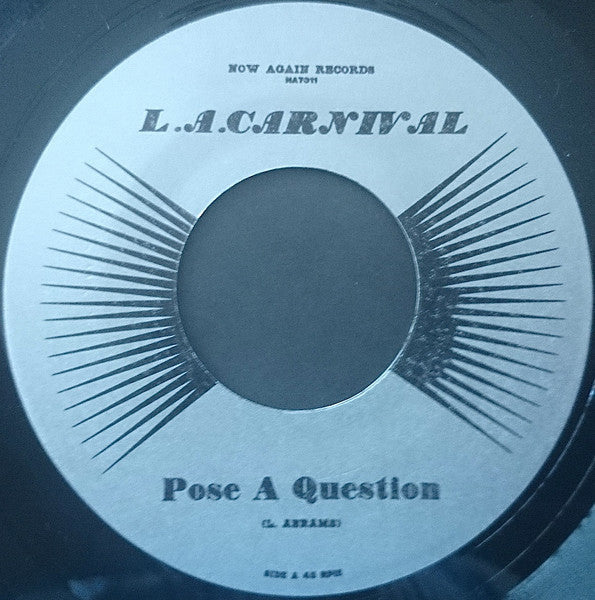 NOW AGAIN RECORDS
NA7011
L.A.CARNIVAL
Pose A Question
(L. ABRAMS)
SIDE A 45 RPM